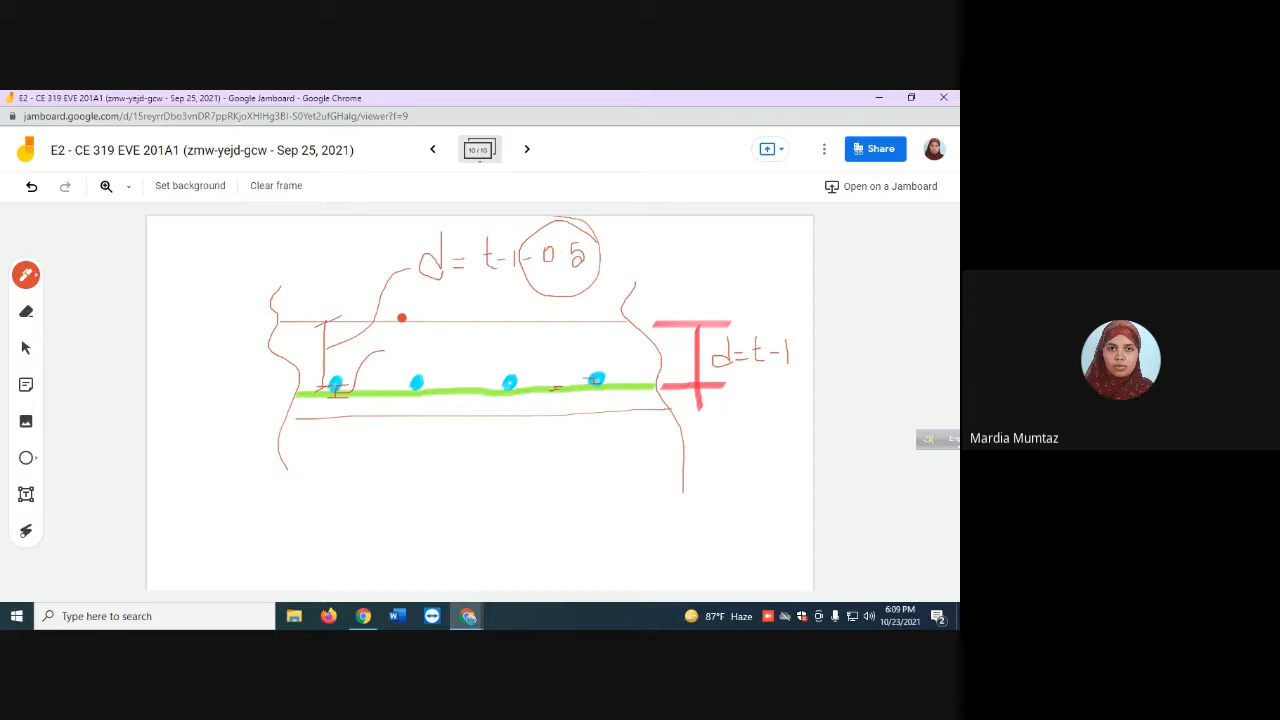 E2 - CE 319 EVE 201A1 (zmw-yejd-gcw - Sep 25, 2021) - Google Jamboard - Google Chrome
jamboard.google.com/d/15reyrrDbo3vnDR7ppRKjoXHIHg3BI-S0Yet2ufGHaIg/viewer?f=9
E2 - CE 319 EVE 201A1 (zmw-yejd-gcw - Sep 25, 2021)
10 / 10
Share
Set background
Clear frame
Open on a Jamboard
d = t-1-0.5
d=t-1
Mardia Mumtaz
Type here to search
87°F Haze
6:09 PM
10/23/2021
2